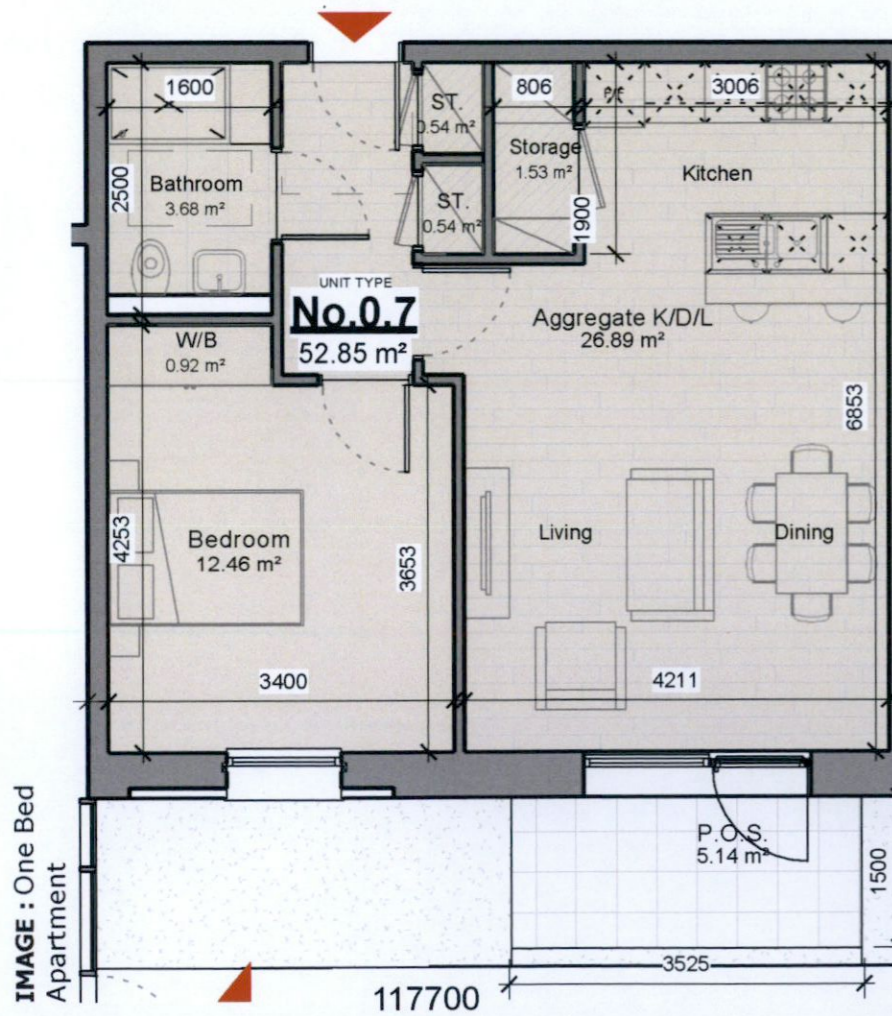 1600
ST.
0.54 m²
806
P/F
3006
Bathroom
3.68 m²
2500
Storage
1.53 m²
Kitchen
ST.
0.54 m²
1900
UNIT TYPE
No.0.7
52.85 m²
Aggregate K/D/L
26.89 m²
W/B
0.92 m²
6853
4253
Bedroom
12.46 m²
3653
Living
Dining
3400
4211
P.O.S.
5.14 m²
1500
3525
117700
IMAGE : One Bed
Apartment